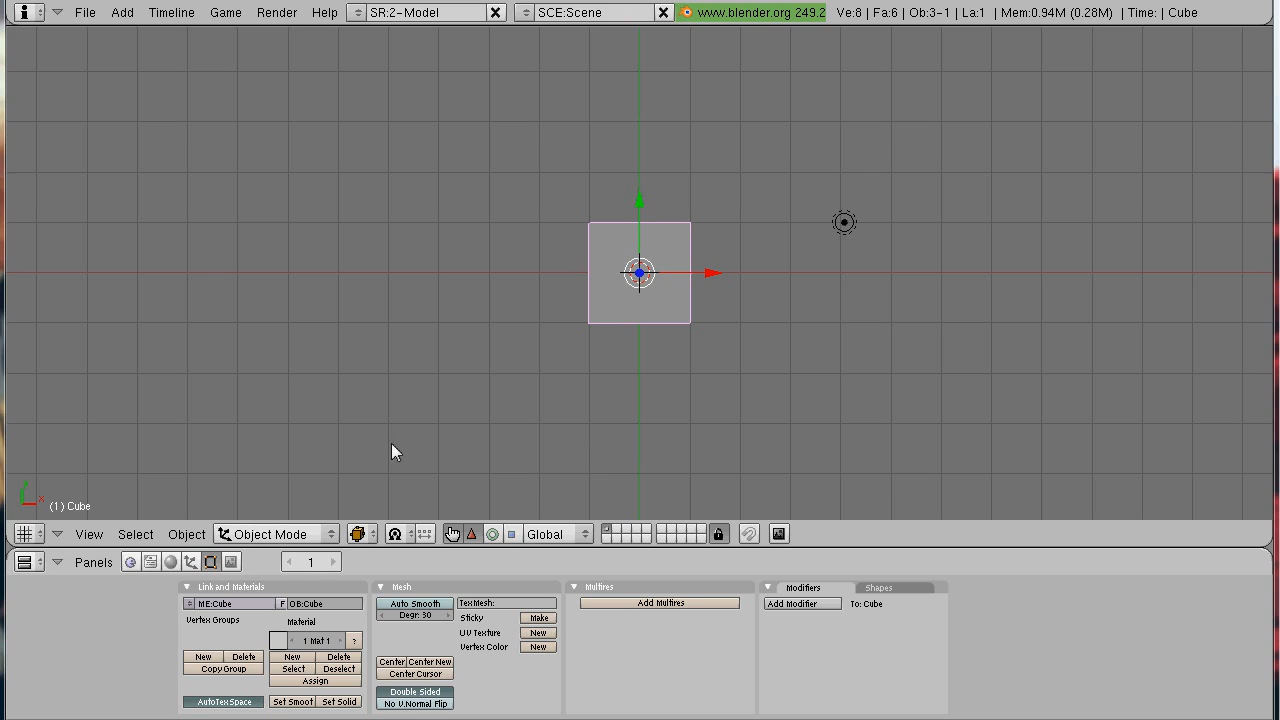 File Add Timeline Game Render Help SR:2-Model SCE:Scene www.blender.org 249.2 Ve:8 | Fa:6 | Ob:3-1 | La:1 | Mem:0.94M (0.28M) | Time: | Cube
x
(1) Cube
View Select Object Object Mode Global
Panels 1
Link and Materials Mesh Multires Modifiers Shapes
ME:Cube F OB:Cube Auto Smooth TexMesh: Add Multires Add Modifier To: Cube
Degr: 30
Vertex Groups Material Sticky Make
UV Texture New
1 Mat 1 ? Vertex Color New
New Delete New Delete Center Center New
Copy Group Select Deselect Center Cursor
Assign
Double Sided
AutoTexSpace Set Smoot Set Solid No V.Normal Flip